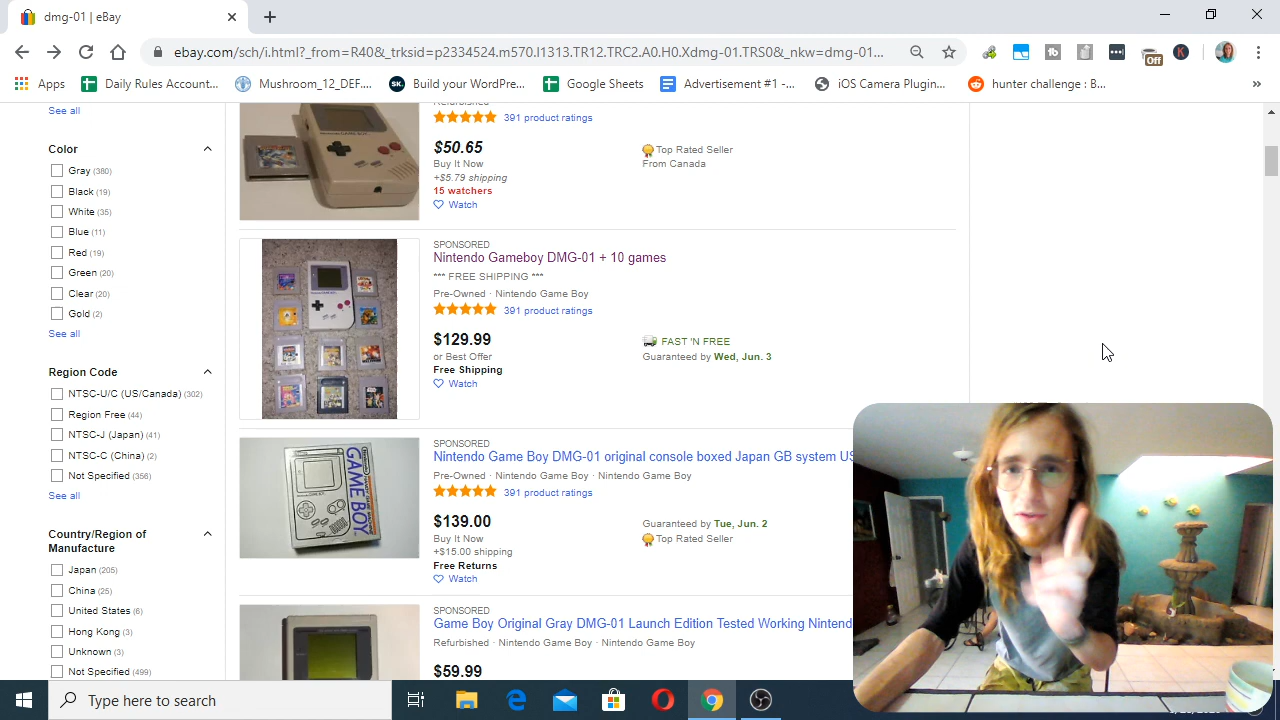 dmg-01 | eBay
ebay.com/sch/i.html?_from=R40&_trksid=p2334524.m570.l1313.TR12.TRC2.A0.H0.Xdmg-01.TRS0&_nkw=dmg-01...
Off
Apps
Daily Rules Account...
Mushroom_12_DEF....
SK.
Build your WordPre...
Google Sheets
Advertisement #1 -...
iOS Camera Plugin...
hunter challenge : B...
See all
Color
Gray (380)
Black (19)
White (35)
Blue (11)
Red (19)
Green (20)
Clear (20)
Gold (2)
See all
Region Code
NTSC-U/C (US/Canada) (302)
Region Free (44)
NTSC-J (Japan) (41)
NTSC-C (China) (2)
Not Specified (356)
See all
Country/Region of
Manufacture
Japan (205)
China (25)
United States (6)
Hong Kong (3)
Unknown (3)
Not Specified (499)
Refurbished
391 product ratings
$50.65
Buy It Now
+$5.79 shipping
15 watchers
Watch
Top Rated Seller
From Canada
SPONSORED
Nintendo Gameboy DMG-01 + 10 games
*** FREE SHIPPING ***
Pre-Owned · Nintendo Game Boy
391 product ratings
$129.99
or Best Offer
Free Shipping
Watch
FAST 'N FREE
Guaranteed by Wed, Jun. 3
GAME BOY
SPONSORED
Nintendo Game Boy DMG-01 original console boxed Japan GB system US
Pre-Owned · Nintendo Game Boy · Nintendo Game Boy
391 product ratings
$139.00
Buy It Now
+$15.00 shipping
Free Returns
Watch
Guaranteed by Tue, Jun. 2
Top Rated Seller
SPONSORED
Game Boy Original Gray DMG-01 Launch Edition Tested Working Nintend
Refurbished · Nintendo Game Boy · Nintendo Game Boy
$59.99
Type here to search